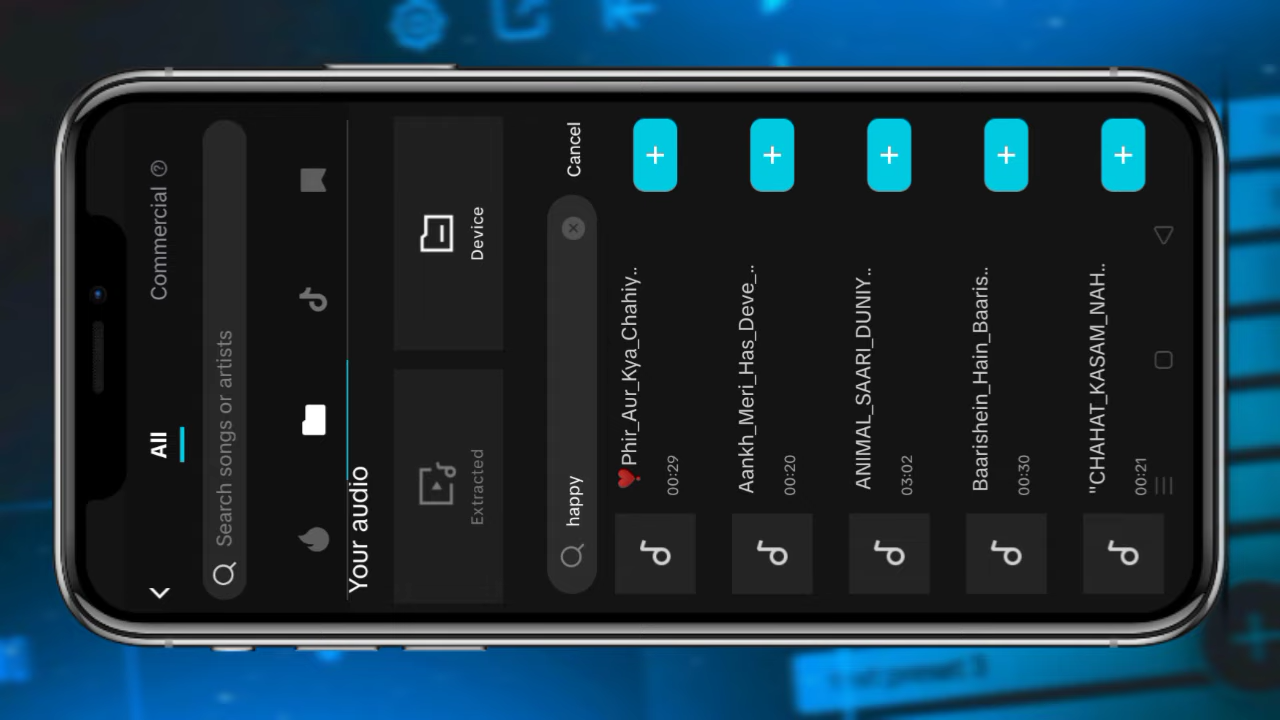 All
Commercial ?
Search songs or artists
Your audio
Extracted
Device
happy
Cancel
❣Phir_Aur_Kya_Chahiy..
00:29
Aankh_Meri_Has_Deve_..
00:20
ANIMAL_SAARI_DUNIY..
03:02
Baarishein_Hain_Baaris..
00:30
"CHAHAT_KASAM_NAH..
00:21